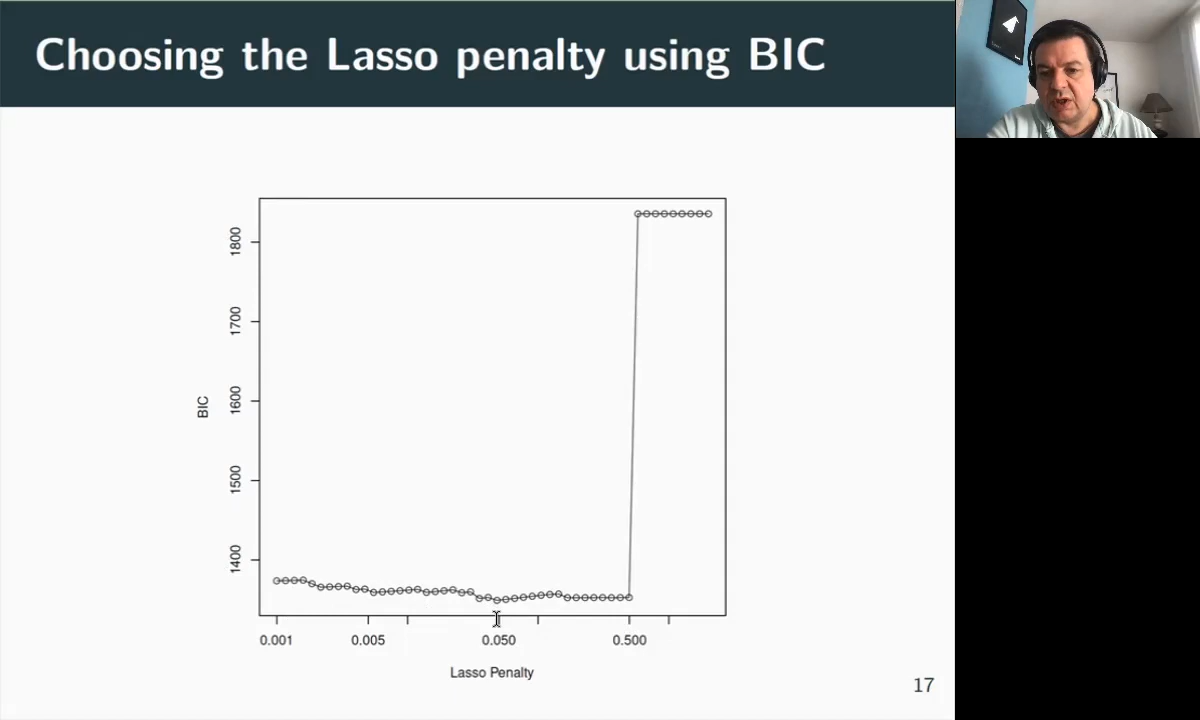 Choosing the Lasso penalty using BIC
1800
1700
1600
1500
1400
BIC
0.001 0.005 0.050 0.500
Lasso Penalty
17